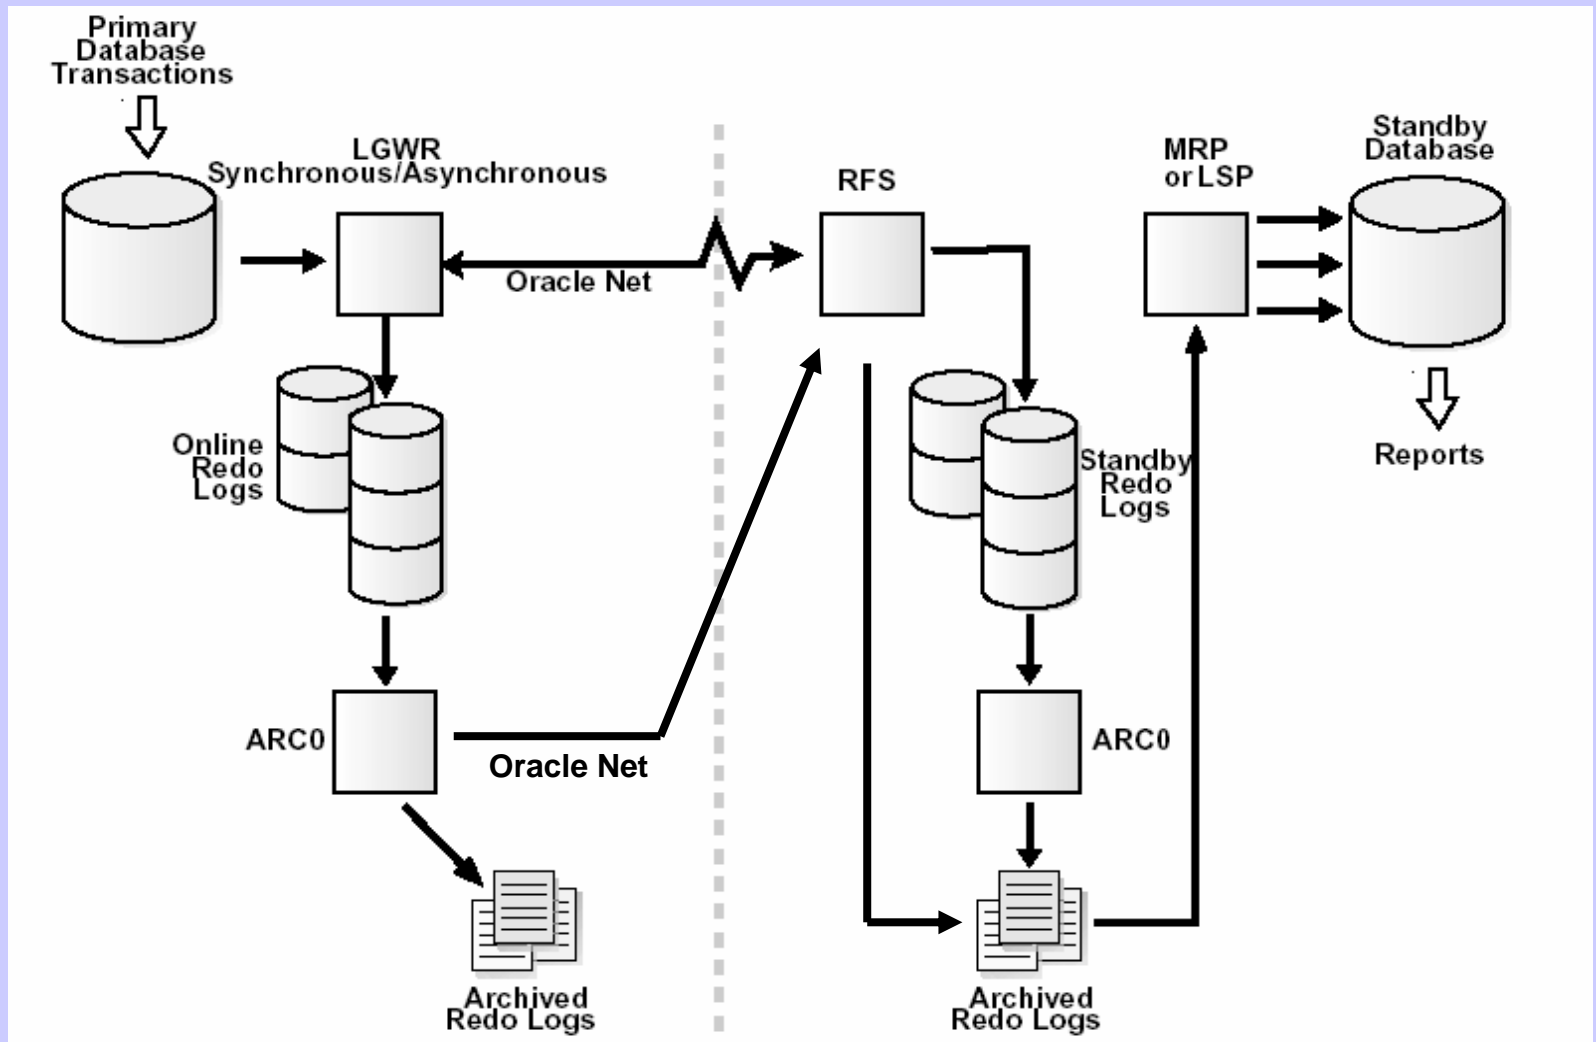 Primary
Database
Transactions
LGWR
Synchronous/Asynchronous
Oracle Net
RFS
MRP
or LSP
Standby
Database
Reports
Online
Redo
Logs
Standby
Redo
Logs
ARC0
Oracle Net
ARC0
Archived
Redo Logs
Archived
Redo Logs